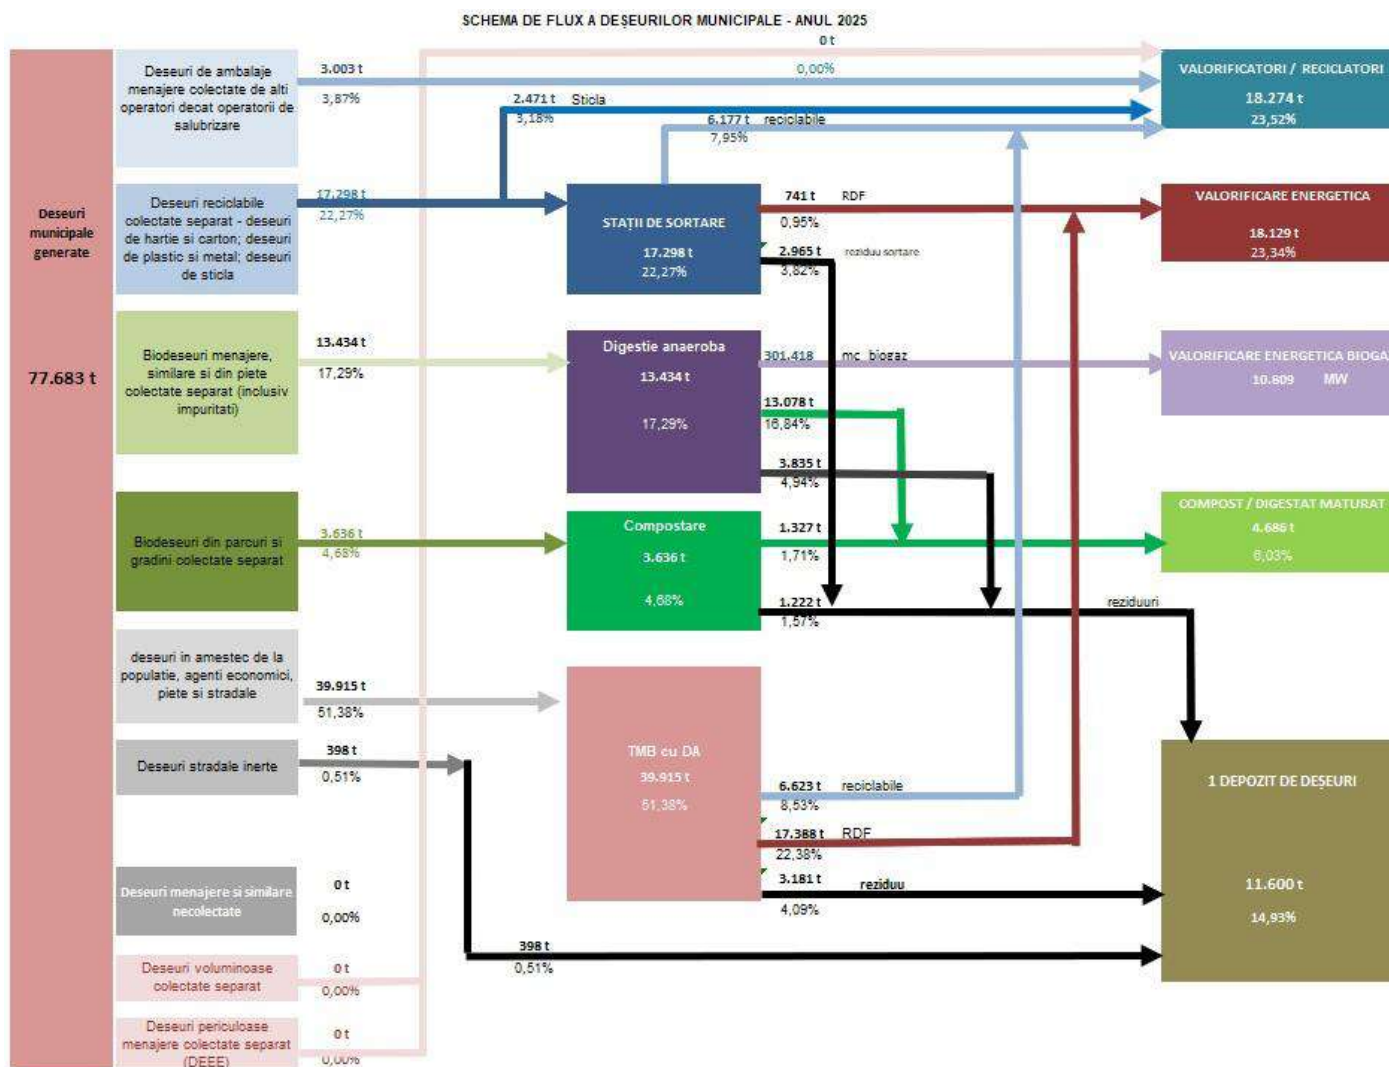 SCHEMA DE FLUX A DEȘEURILOR MUNICIPALE - ANUL 2025
Deseuri
municipale
generate
77.683 t
Deseuri de ambalaje
menajere colectate de alti
operatori decat operatorii de
salubrizare
3.003 t
3,87%
Deseuri reciclabile
colectate separat - deseuri
de hartie si carton; deseuri
de plastic si metal; deseuri
de sticla
17.298 t
22,27%
Biodeseuri menajere,
similare si din piete
colectate separat (inclusiv
impuritati)
13.434 t
17,29%
Biodeseuri din parcuri si
gradini colectate separat
3.636 t
4,68%
deseuri in amestec de la
populatie, agenti economici,
piete si stradale
39.915 t
51,38%
Deseuri stradale inerte
398 t
0,51%
Deseuri menajere si similare
necolectate
0 t
0,00%
Deseuri voluminoase
colectate separat
0 t
0,00%
Deseuri periculoase
menajere colectate separat
(DEEE)
0 t
0,00%
0 t
0,00%
2.471 t Sticla
3,18%
6.177 t reciclabile
7,95%
STAȚII DE SORTARE
17.298 t
22,27%
741 t RDF
0,95%
2.965 t reziduu sortare
3,82%
Digestie anaeroba
13.434 t
17,29%
301.418 mc biogaz
13.078 t
16,84%
3.835 t
4,94%
Compostare
3.636 t
4,68%
1.327 t
1,71%
1.222 t
1,57%
reziduuri
TMB cu DA
39.915 t
51,38%
6.623 t reciclabile
8,53%
17.388 t RDF
22,38%
3.181 t reziduu
4,09%
398 t
0,51%
VALORIFICATORI / RECICLATORI
18.274 t
23,52%
VALORIFICARE ENERGETICA
18.129 t
23,34%
VALORIFICARE ENERGETICA BIOGA
10.809 MW
COMPOST / DIGESTAT MATURAT
4.686 t
6,03%
1 DEPOZIT DE DEȘEURI
11.600 t
14,93%